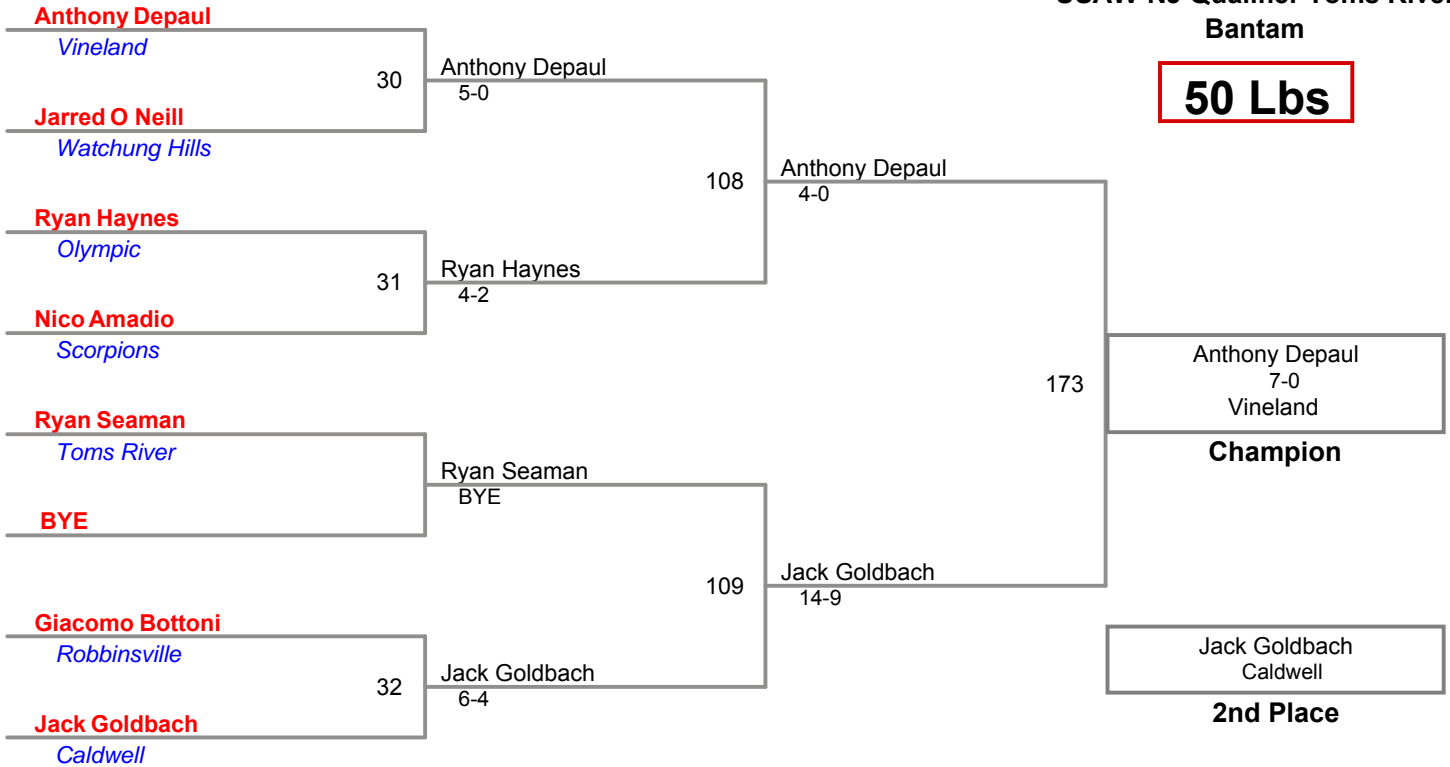 Bantam
50 Lbs
Anthony Depaul
Vineland
30
Anthony Depaul
5-0
Jarred O Neill
Watchung Hills
108
Anthony Depaul
4-0
Ryan Haynes
Olympic
31
Ryan Haynes
4-2
Nico Amadio
Scorpions
173
Anthony Depaul
7-0
Vineland
Champion
Ryan Seaman
Toms River
Ryan Seaman
BYE
BYE
109
Jack Goldbach
14-9
Giacomo Bottoni
Robbinsville
32
Jack Goldbach
6-4
Jack Goldbach
Caldwell
Jack Goldbach
Caldwell
2nd Place